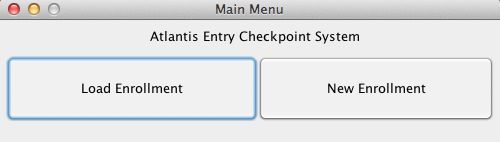 Main Menu
Atlantis Entry Checkpoint System
Load Enrollment New Enrollment